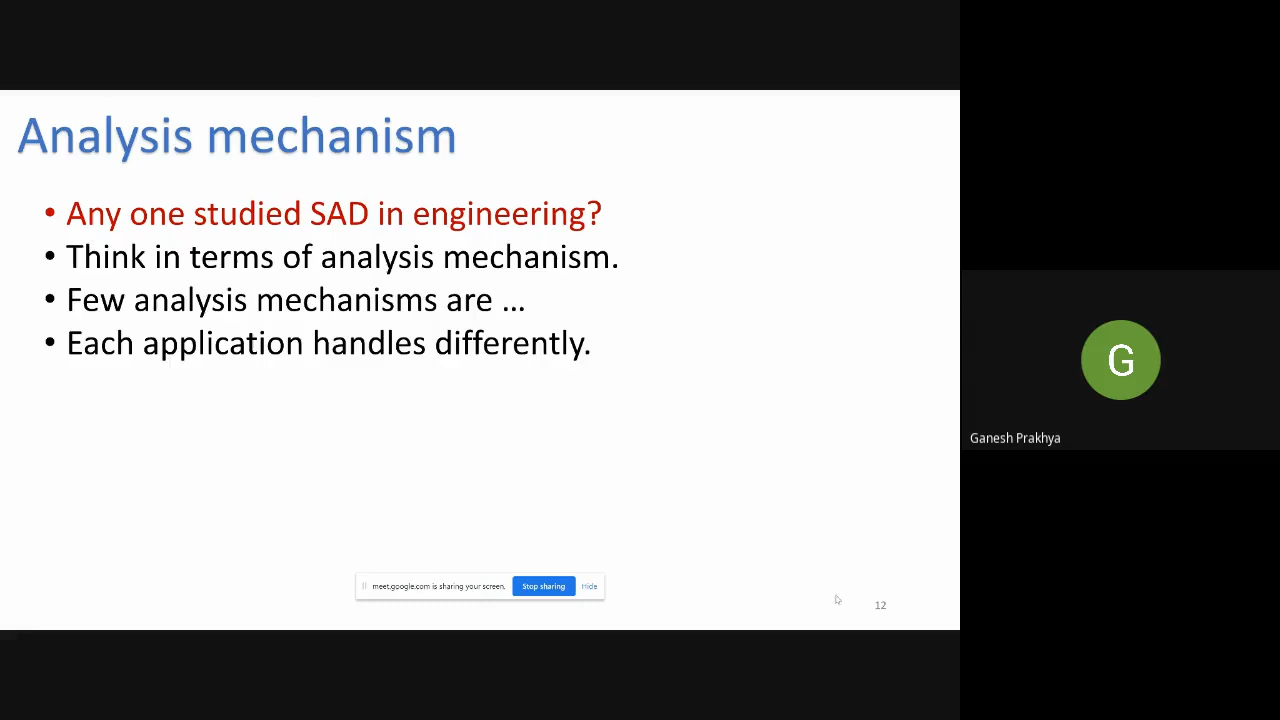 Analysis mechanism
• Any one studied SAD in engineering?
• Think in terms of analysis mechanism.
• Few analysis mechanisms are ...
• Each application handles differently.
meet.google.com is sharing your screen. Stop sharing Hide
12
G
Ganesh Prakhya